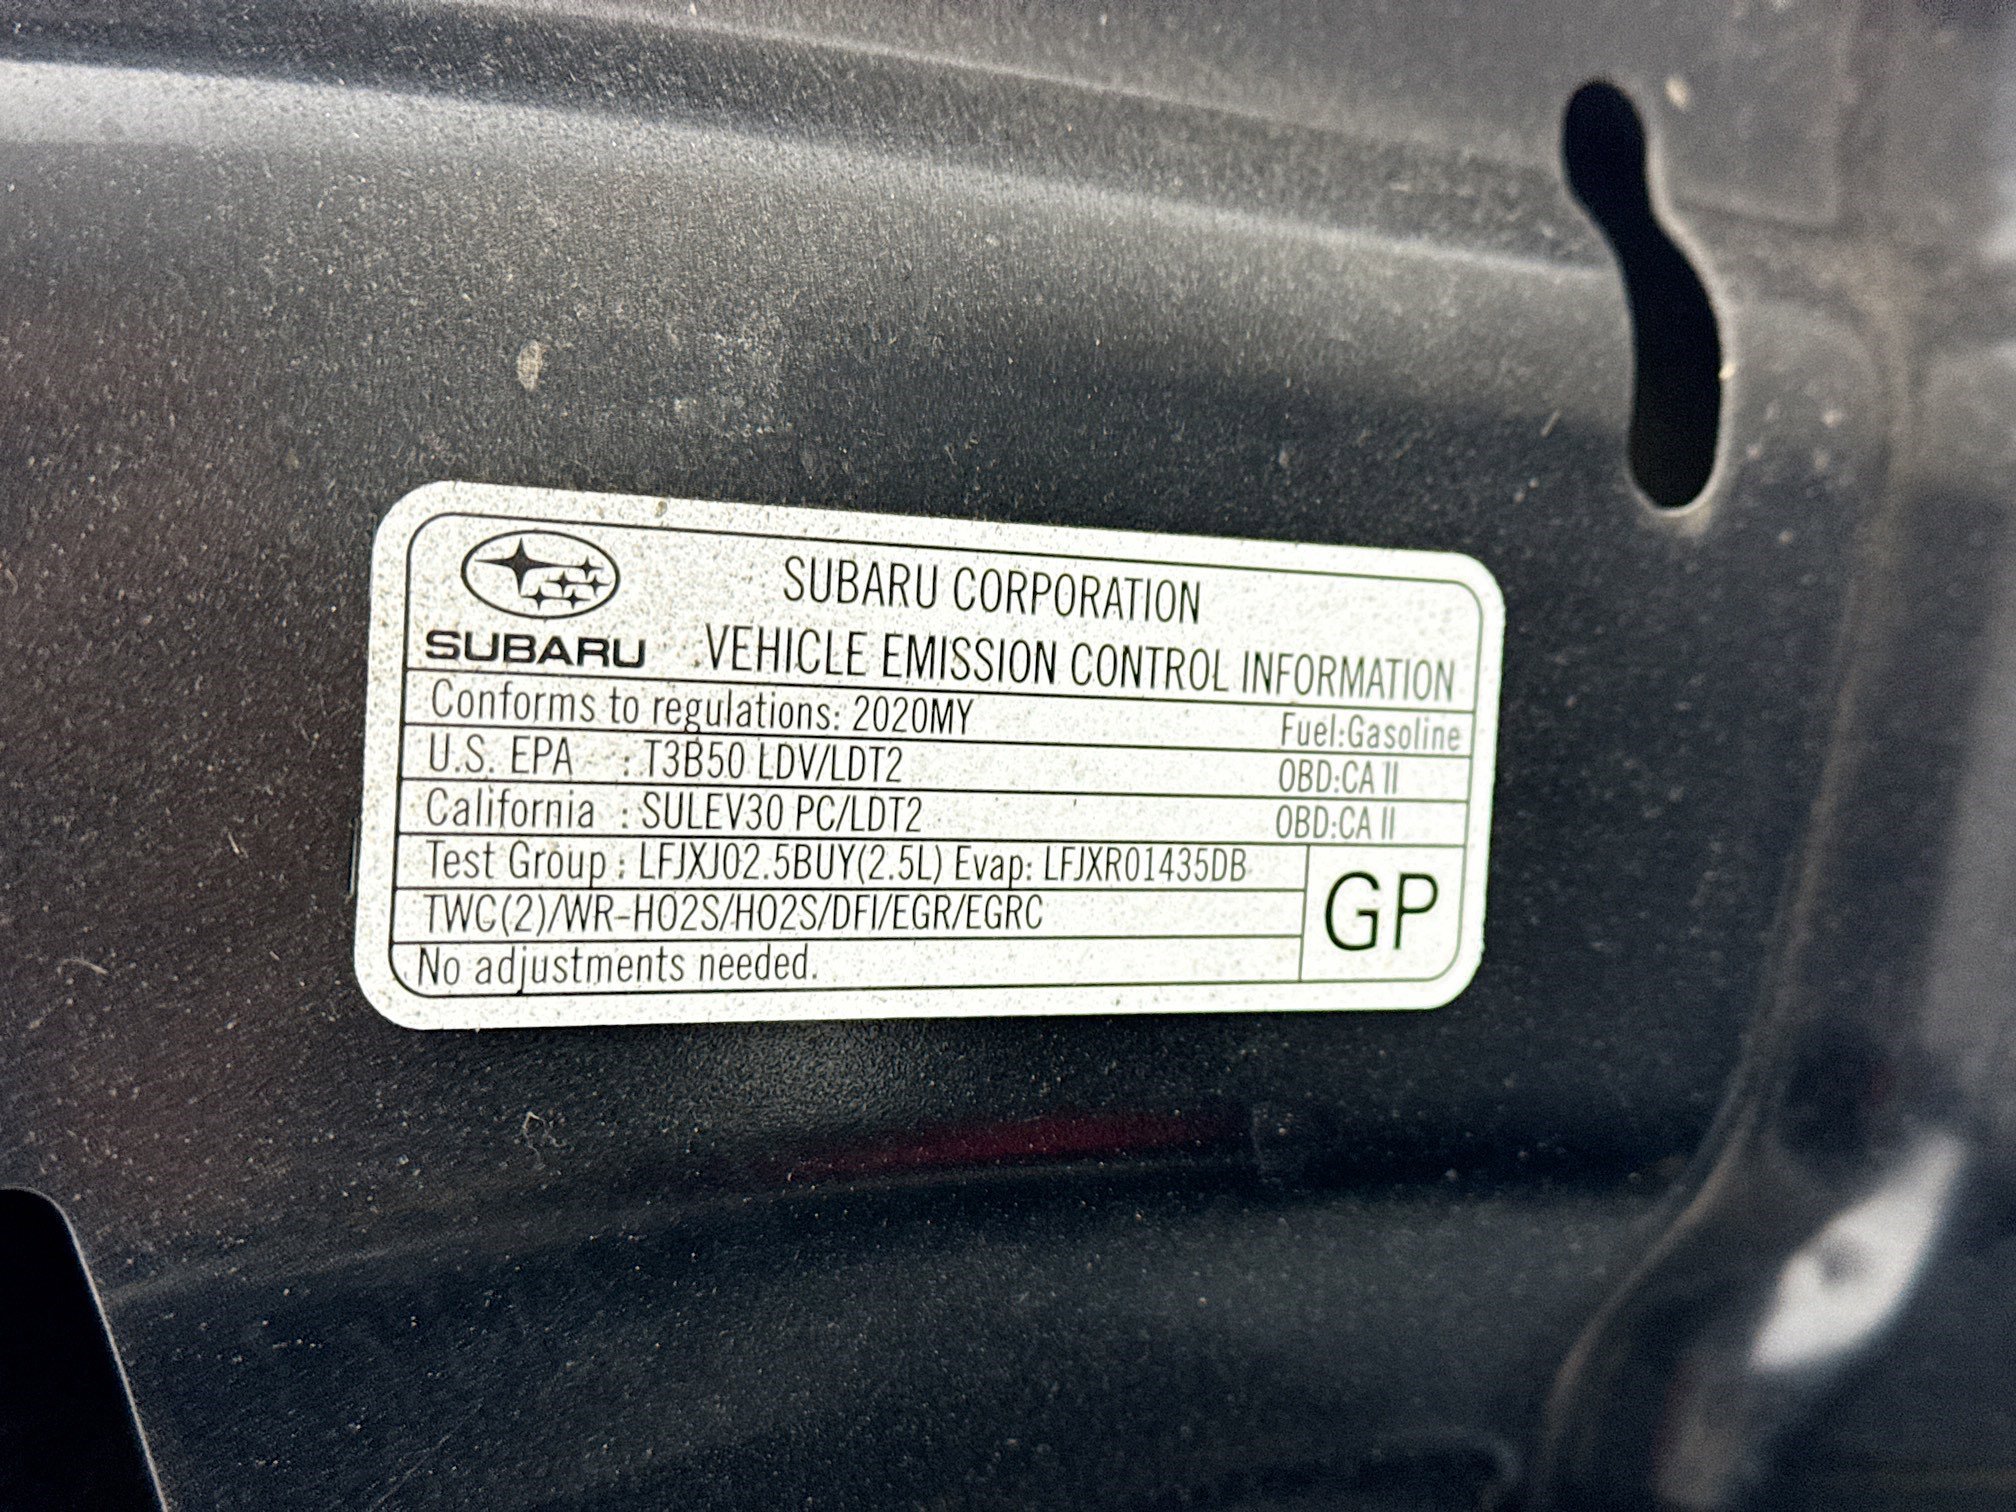 SUBARU CORPORATION
SUBARU VEHICLE EMISSION CONTROL INFORMATION
Conforms to regulations: 2020MY Fuel:Gasoline
U.S. EPA : T3B50 LDV/LDT2 OBD:CA II
California : SULEV30 PC/LDT2 OBD:CA II
Test Group : LFJXJ02.5BUY(2.5L) Evap: LFJXR01435DB
TWC(2)/WR-HO2S/HO2S/DFI/EGR/EGRC
GP
No adjustments needed.